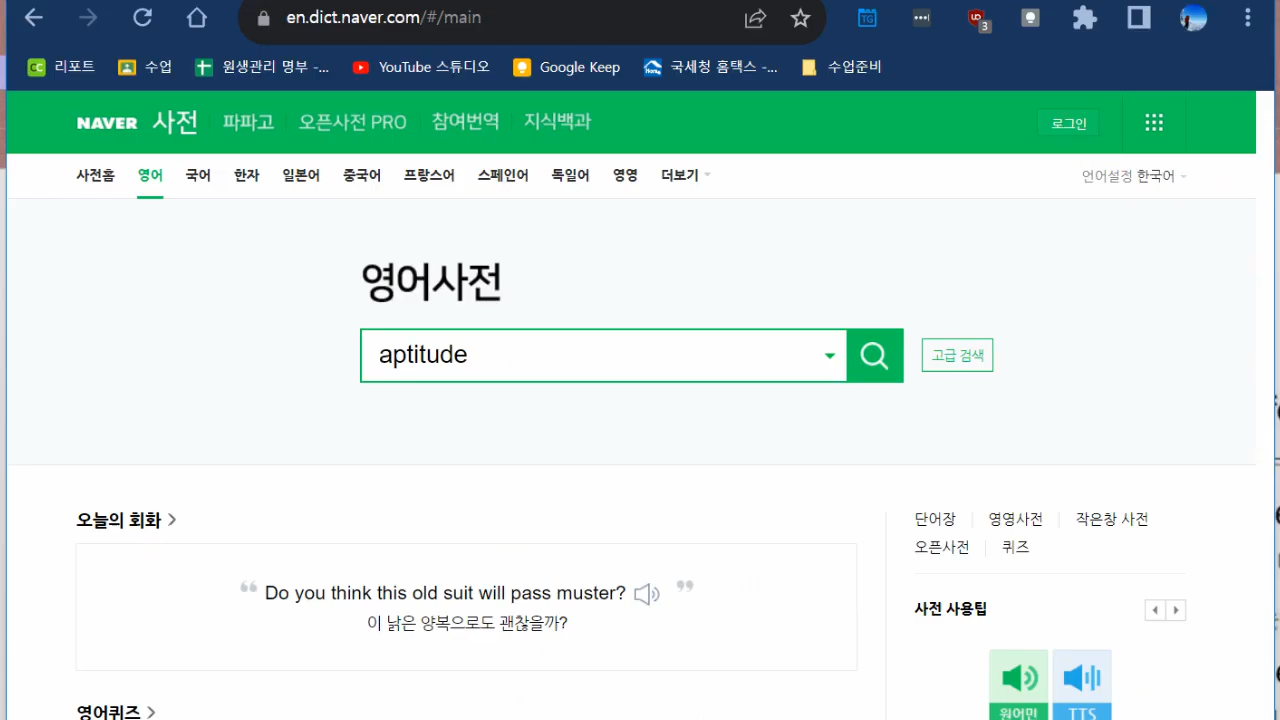 en.dict.naver.com/#/main
TG
UD
3
리포트 수업 원생관리 명부 -... YouTube 스튜디오 Google Keep 국세청 홈택스 -... 수업준비
NAVER 사전 파파고 오픈사전 PRO 참여번역 지식백과 로그인
사전홈 영어 국어 한자 일본어 중국어 프랑스어 스페인어 독일어 영영 더보기 언어설정 한국어
영어사전
aptitude 고급 검색
오늘의 회화 >
“ Do you think this old suit will pass muster? ”
이 낡은 양복으로도 괜찮을까?
영어퀴즈 >
단어장 영영사전 작은창 사전
오픈사전 퀴즈
사전 사용팁
원어민 TTS